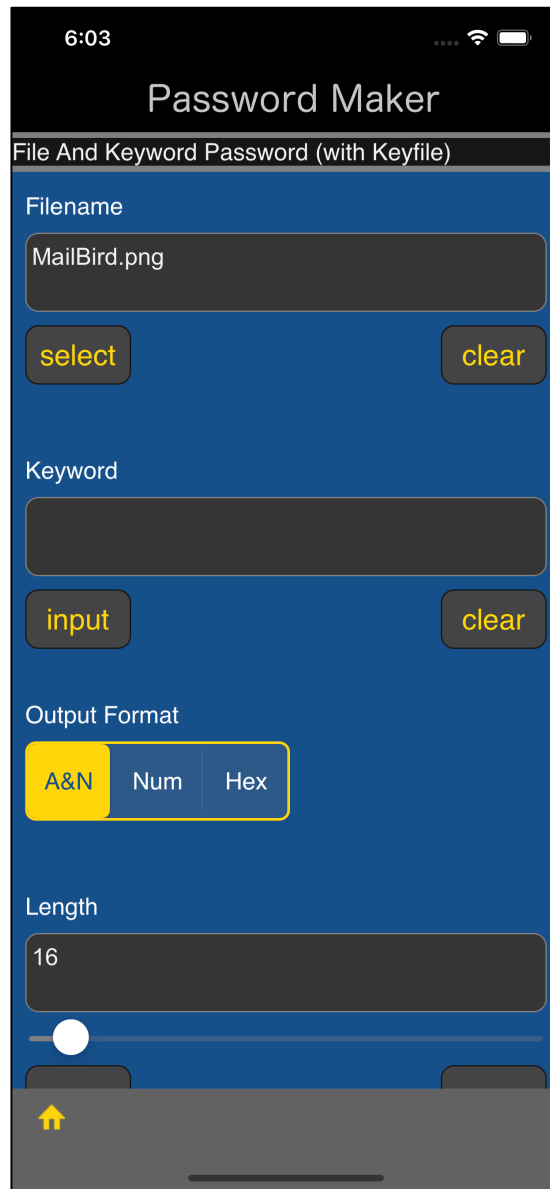 6:03
Password Maker
File And Keyword Password (with Keyfile)
Filename
MailBird.png
select clear
Keyword
input clear
Output Format
A&N Num Hex
Length
16